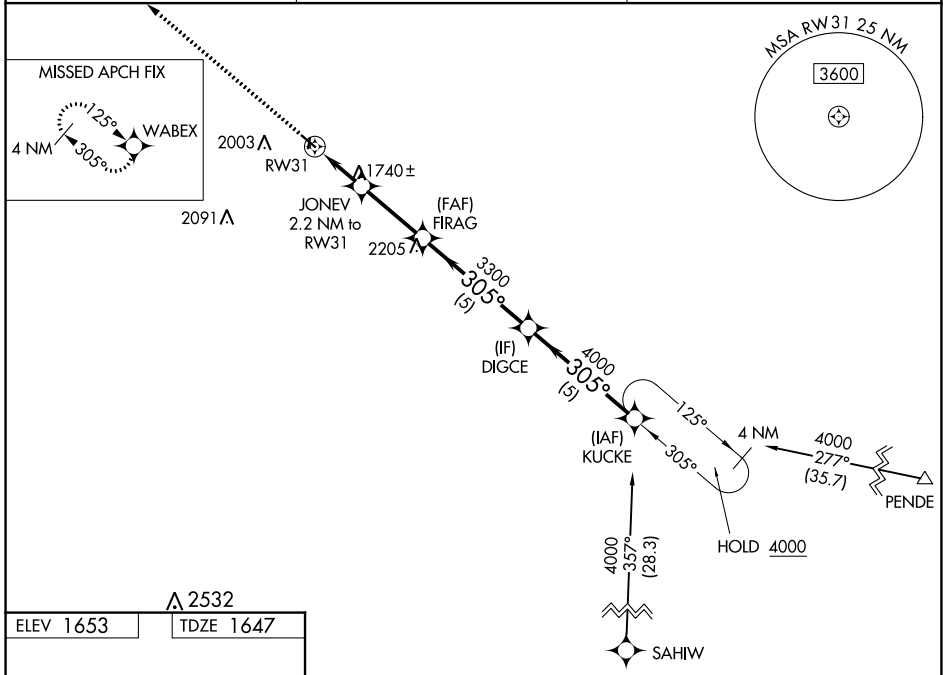 MSA RW31 25 NM
3600
MISSED APCH FIX
125°
WABEX
4 NM
305°
2003
RW31
1740±
JONEV
2.2 NM to
RW31
(FAF)
FIRAG
2091
2205
3300
305°
(5)
(IF)
DIGCE
4000
305°
(5)
(IAF)
KUCKE
125°
305°
4 NM
4000
277°
(35.7)
PENDE
HOLD 4000
4000
357°
(28.3)
SAHIW
2532
ELEV 1653
TDZE 1647